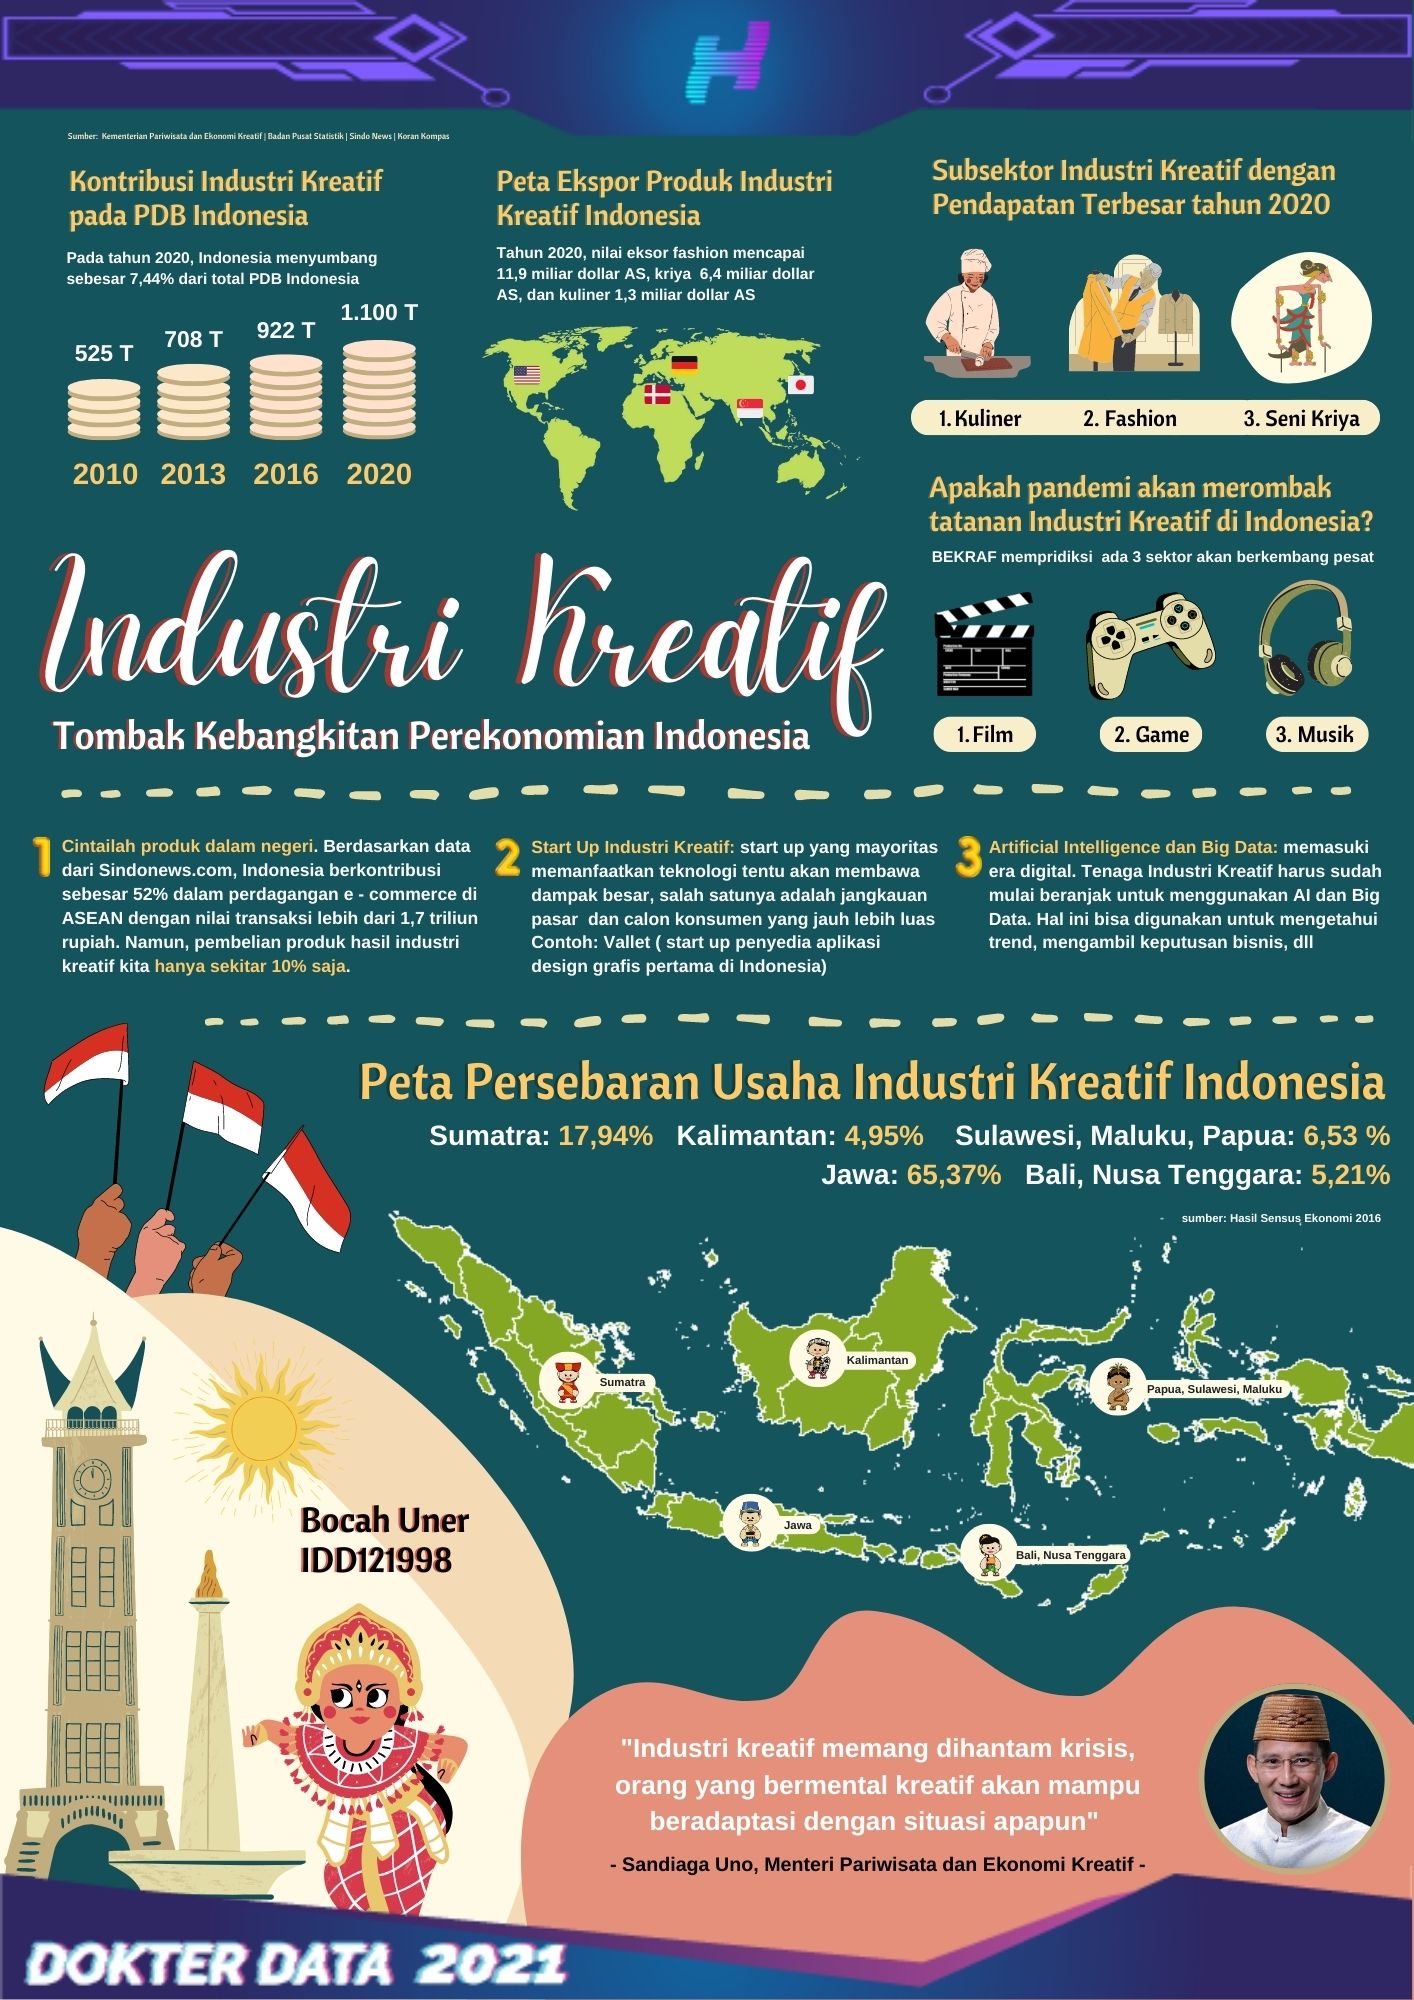 H
Sumber: Kementerian Pariwisata dan Ekonomi Kreatif | Badan Pusat Statistik | Sindo News | Koran Kompas
Kontribusi Industri Kreatif
pada PDB Indonesia
Pada tahun 2020, Indonesia menyumbang
sebesar 7,44% dari total PDB Indonesia
525 T 708 T 922 T 1.100 T
2010 2013 2016 2020
Peta Ekspor Produk Industri
Kreatif Indonesia
Tahun 2020, nilai eksor fashion mencapai
11,9 miliar dollar AS, kriya 6,4 miliar dollar
AS, dan kuliner 1,3 miliar dollar AS
Subsektor Industri Kreatif dengan
Pendapatan Terbesar tahun 2020
1. Kuliner 2. Fashion 3. Seni Kriya
Apakah pandemi akan merombak
tatanan Industri Kreatif di Indonesia?
BEKRAF mempridiksi ada 3 sektor akan berkembang pesat
1. Film 2. Game 3. Musik
Industri Kreatif
Tombak Kebangkitan Perekonomian Indonesia
1 Cintailah produk dalam negeri. Berdasarkan data
dari Sindonews.com, Indonesia berkontribusi
sebesar 52% dalam perdagangan e - commerce di
ASEAN dengan nilai transaksi lebih dari 1,7 triliun
rupiah. Namun, pembelian produk hasil industri
kreatif kita hanya sekitar 10% saja.
2 Start Up Industri Kreatif: start up yang mayoritas
memanfaatkan teknologi tentu akan membawa
dampak besar, salah satunya adalah jangkauan
pasar dan calon konsumen yang jauh lebih luas
Contoh: Vallet ( start up penyedia aplikasi
design grafis pertama di Indonesia)
3 Artificial Intelligence dan Big Data: memasuki
era digital. Tenaga Industri Kreatif harus sudah
mulai beranjak untuk menggunakan AI dan Big
Data. Hal ini bisa digunakan untuk mengetahui
trend, mengambil keputusan bisnis, dll
Peta Persebaran Usaha Industri Kreatif Indonesia
Sumatra: 17,94% Kalimantan: 4,95% Sulawesi, Maluku, Papua: 6,53 %
Jawa: 65,37% Bali, Nusa Tenggara: 5,21%
sumber: Hasil Sensus Ekonomi 2016
Kalimantan
Sumatra
Papua, Sulawesi, Maluku
Jawa
Bali, Nusa Tenggara
Bocah Uner
IDD121998
"Industri kreatif memang dihantam krisis,
orang yang bermental kreatif akan mampu
beradaptasi dengan situasi apapun"
- Sandiaga Uno, Menteri Pariwisata dan Ekonomi Kreatif -
DOKTER DATA 2021